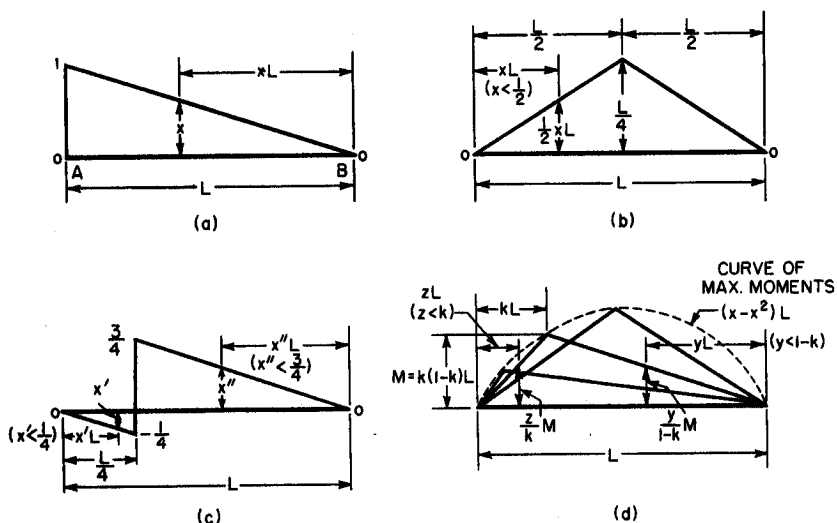 1
xL
x
0
A
B
0
L
(a)
L/2
L/2
xL
(x<1/2)
1/2 xL
L/4
0
0
L
(b)
3/4
x''L
(x''<3/4)
x'
x''
0
0
(x'<1/4)
x'L
-1/4
L/4
L
(c)
CURVE OF
MAX. MOMENTS
(x-x²)L
zL
(z<k)
kL
yL
(y<1-k)
M=k(1-k)L
z/k M
y/1-k M
L
(d)